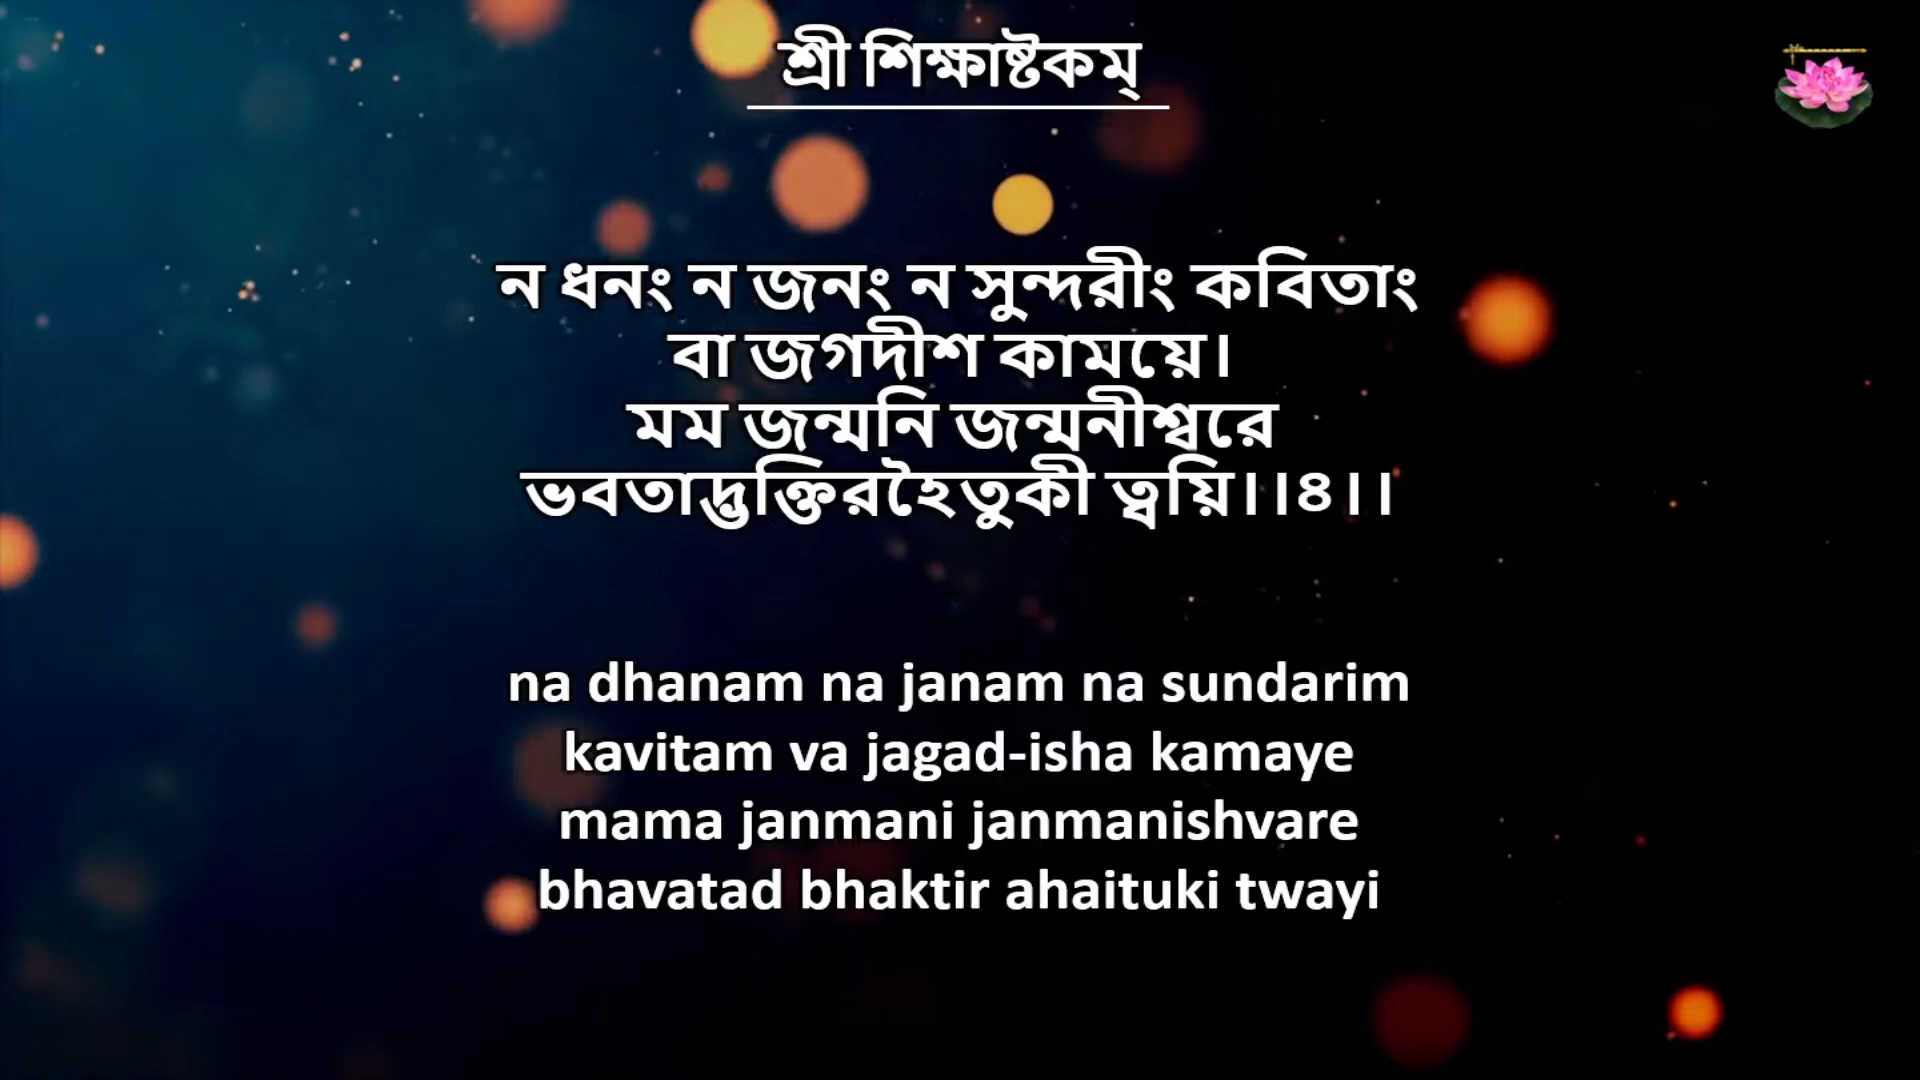 শ্রী শিক্ষাষ্টকম্
ন ধনং ন জনং ন সুন্দরীং কবিতাং
বা জগদীশ কাময়ে।
মম জন্মনি জন্মনীশ্বরে
ভবতাদ্ভক্তিরহৈতুকী ত্বয়ি।।৪।।
na dhanam na janam na sundarim
kavitam va jagad-isha kamaye
mama janmani janmanishvare
bhavatad bhaktir ahaituki twayi